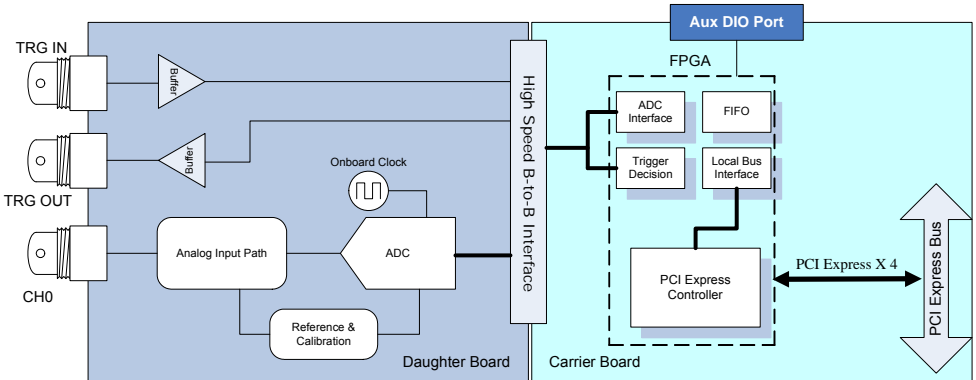 TRG IN
Buffer
Buffer
TRG OUT
Onboard Clock
CH0
Analog Input Path
ADC
Reference &
Calibration
Daughter Board
High Speed B-to-B Interface
Aux DIO Port
FPGA
ADC
Interface
FIFO
Trigger
Decision
Local Bus
Interface
PCI Express
Controller
PCI Express X 4
PCI Express Bus
Carrier Board